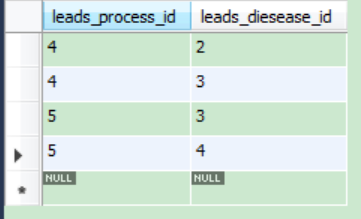 leads_process_id leads_diesease_id
4 2
4 3
5 3
5 4
NULL NULL
*